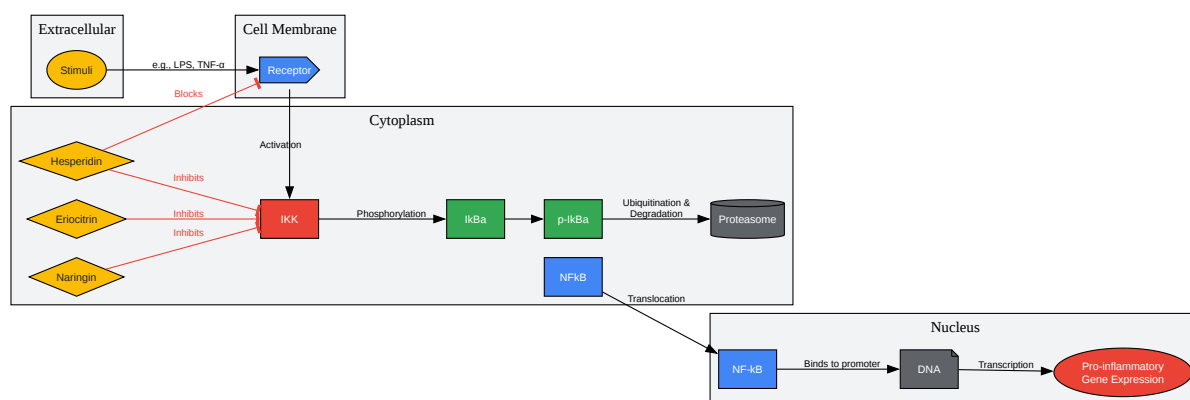 Extracellular
Cell Membrane
Stimuli
e.g., LPS, TNF-α
Receptor
Blocks
Cytoplasm
Activation
Hesperidin
Inhibits
Eriocitrin
Inhibits
IKK
Phosphorylation
IkBa
p-IkBa
Ubiquitination &
Degradation
Proteasome
Inhibits
Naringin
NFkB
Translocation
Nucleus
NF-kB
Binds to promoter
DNA
Transcription
Pro-inflammatory
Gene Expression